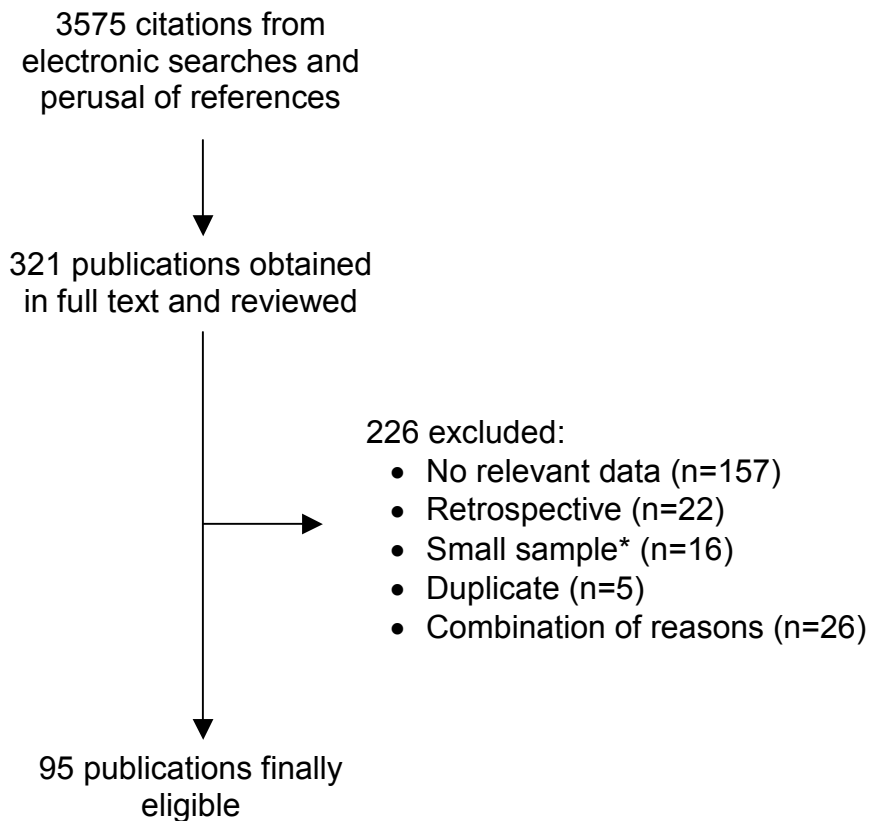 3575 citations from
electronic searches and
perusal of references
321 publications obtained
in full text and reviewed
226 excluded:
• No relevant data (n=157)
• Retrospective (n=22)
• Small sample* (n=16)
• Duplicate (n=5)
• Combination of reasons (n=26)
95 publications finally
eligible